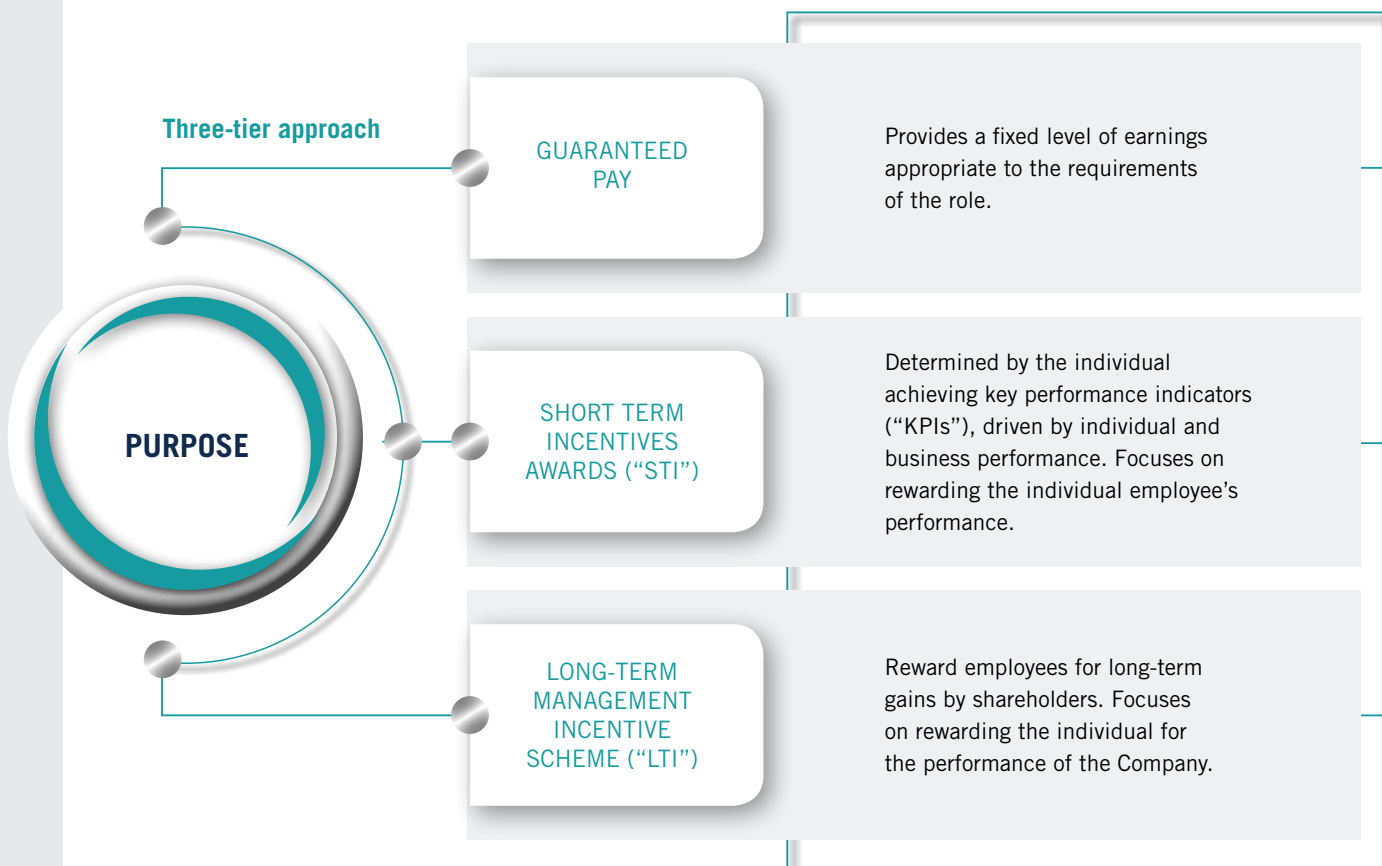 Three-tier approach
PURPOSE
GUARANTEED
PAY
Provides a fixed level of earnings
appropriate to the requirements
of the role.
SHORT TERM
INCENTIVES
AWARDS (“STI”)
Determined by the individual
achieving key performance indicators
(“KPIs”), driven by individual and
business performance. Focuses on
rewarding the individual employee’s
performance.
LONG-TERM
MANAGEMENT
INCENTIVE
SCHEME (“LTI”)
Reward employees for long-term
gains by shareholders. Focuses
on rewarding the individual for
the performance of the Company.